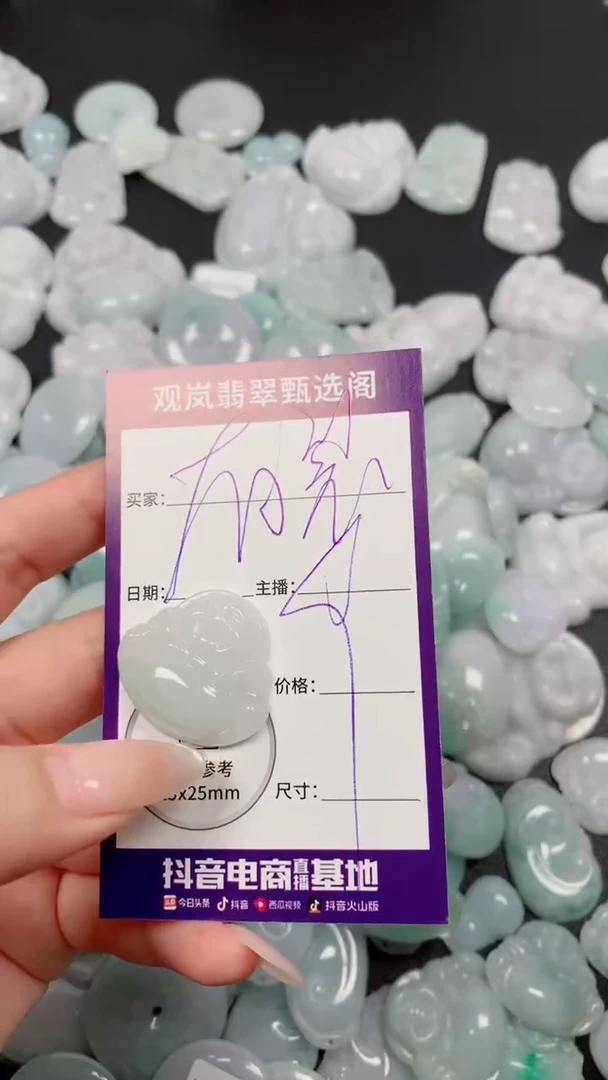 观岚翡翠甄选阁
买家：
日期： 主播：
价格：
参考
x25mm 尺寸：
抖音电商直播基地
今日头条 抖音 西瓜视频 抖音火山版